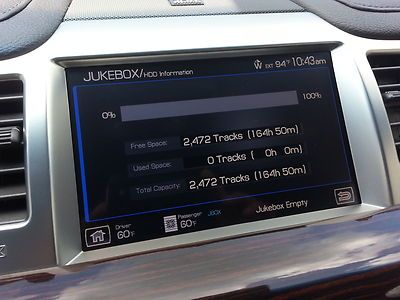 JUKEBOX/HDD Information
W EXT 94°F 10:43am
0% 100%
Free Space: 2,472 Tracks (164h 50m)
Used Space: 0 Tracks ( 0h 0m)
Total Capacity: 2,472 Tracks (164h 50m)
Driver 60°F
Passenger 60°F
JBOX
Jukebox Empty